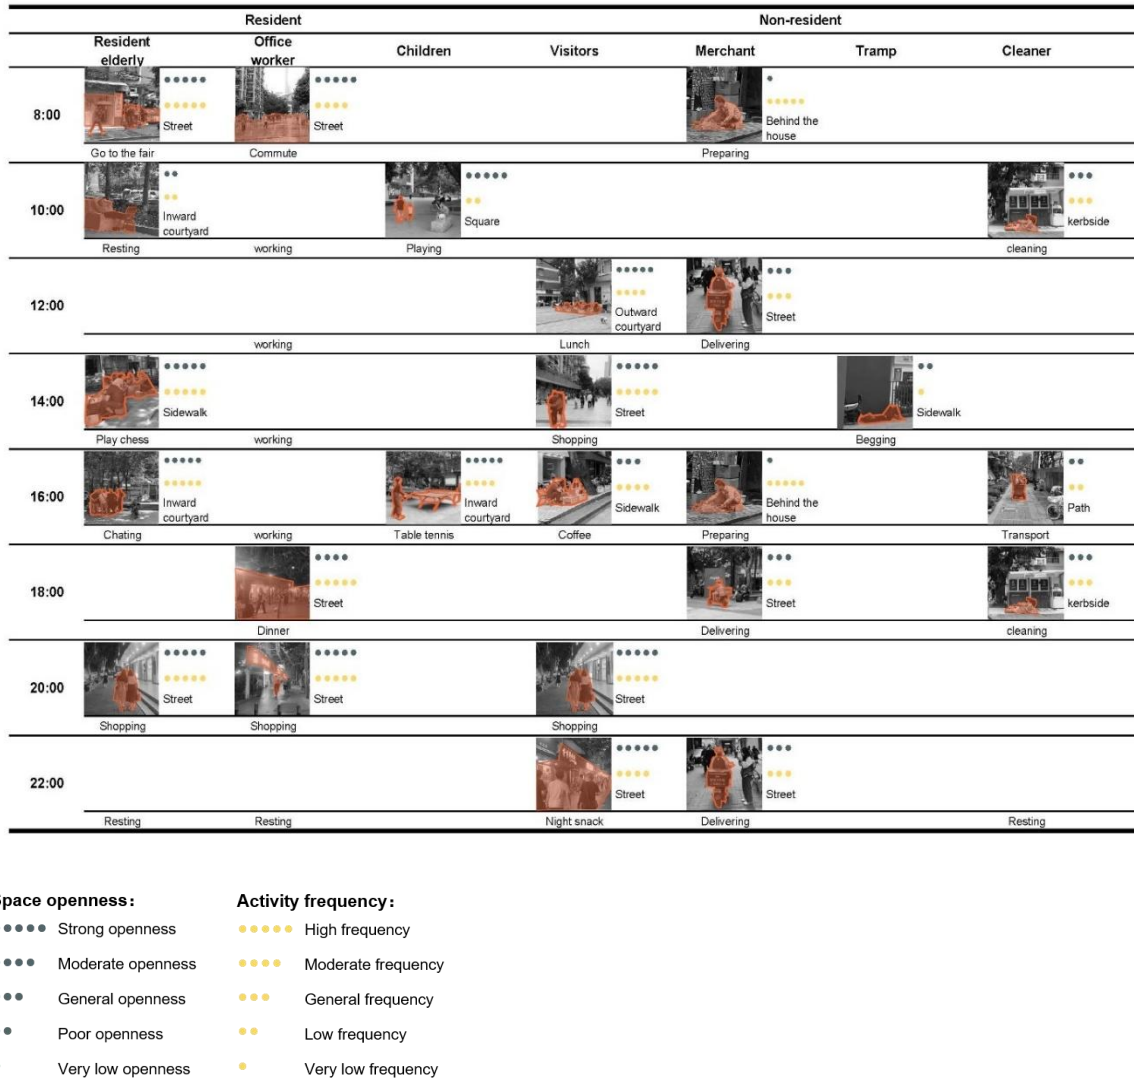 Resident Non-resident
Resident elderly Office worker Children Visitors Merchant Tramp Cleaner
8:00
Street Street Behind the house
Go to the fair Commute Preparing
10:00
Inward courtyard Square kerbside
Resting working Playing cleaning
12:00
Outward courtyard Street
working Lunch Delivering
14:00
Sidewalk Street Sidewalk
Play chess working Shopping Begging
16:00
Inward courtyard Inward courtyard Sidewalk Behind the house Path
Chating working Table tennis Coffee Preparing Transport
18:00
Street Street kerbside
Dinner Delivering cleaning
20:00
Street Street Street
Shopping Shopping Shopping
22:00
Street Street
Resting Resting Night snack Delivering Resting
pace openness: Activity frequency:
Strong openness High frequency
Moderate openness Moderate frequency
General openness General frequency
Poor openness Low frequency
Very low openness Very low frequency